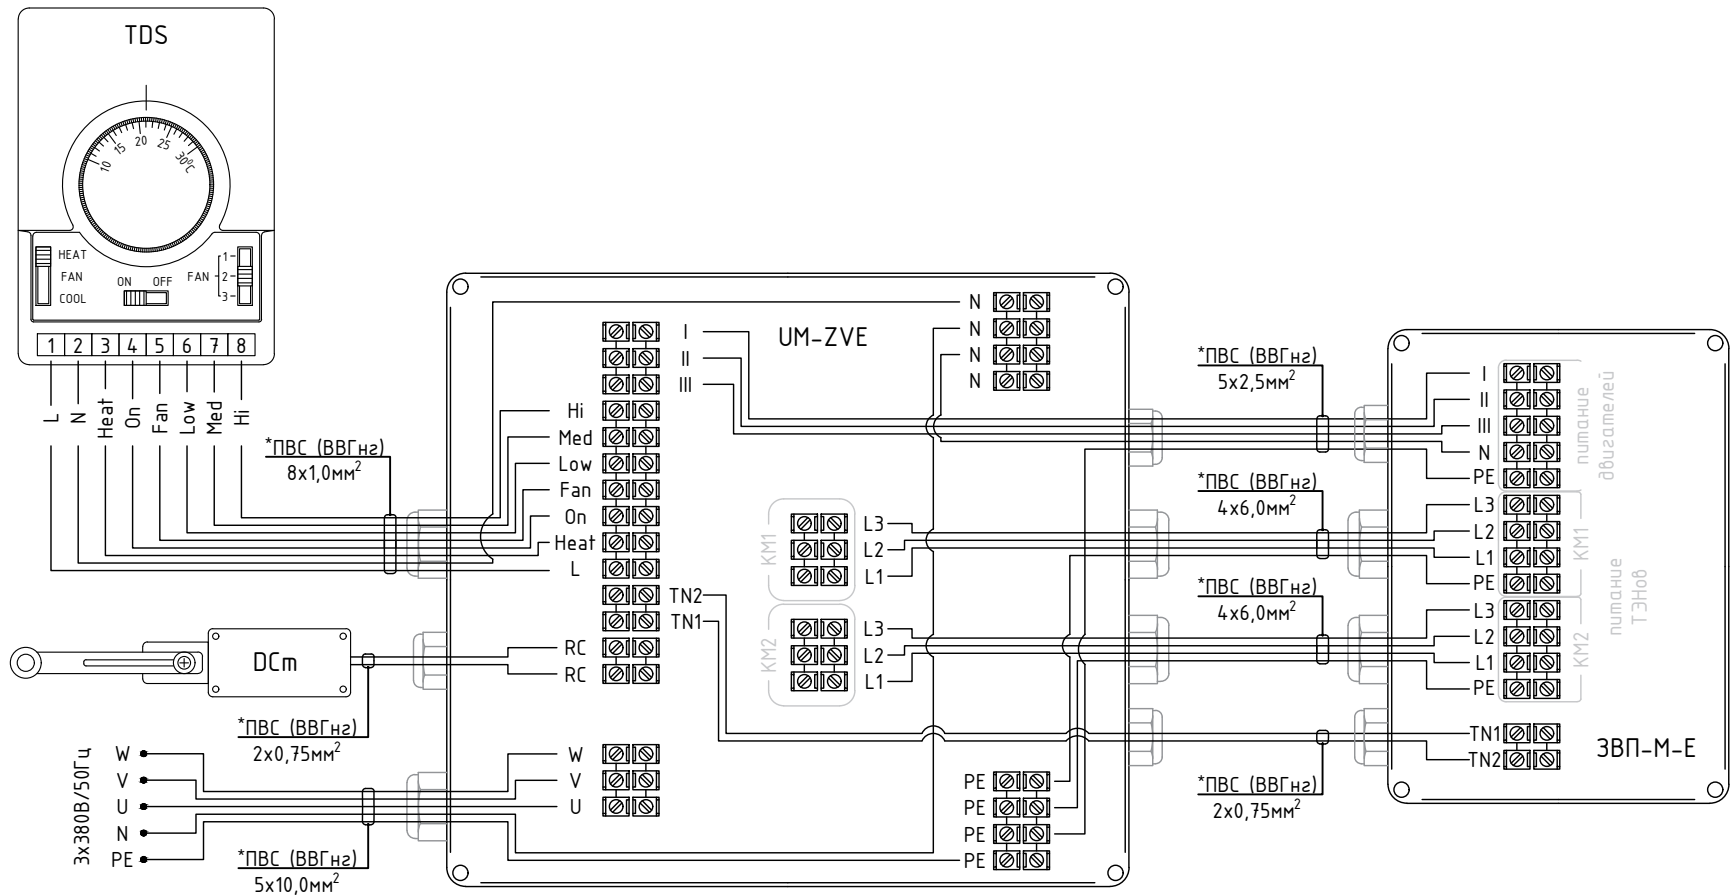 TDS
10 15 20 25 30⁰C
HEAT
FAN
COOL
ON OFF
FAN
1
2
3
1 2 3 4 5 6 7 8
L N Heat On Fan Low Med Hi
*ПВС (ВВГнг)
8х1,0мм²
DCm
*ПВС (ВВГнг)
2х0,75мм²
3х380В/50Гц
W
V
U
N
PE
*ПВС (ВВГнг)
5х10,0мм²
UM-ZVE
I
II
III
Hi
Med
Low
Fan
On
Heat
L
TN2
TN1
RC
RC
W
V
U
N
N
N
N
KM1
L3
L2
L1
KM2
L3
L2
L1
PE
PE
PE
PE
*ПВС (ВВГнг)
5х2,5мм²
*ПВС (ВВГнг)
4х6,0мм²
*ПВС (ВВГнг)
4х6,0мм²
*ПВС (ВВГнг)
2х0,75мм²
I
II
III
N
PE
питание
двигателей
L3
L2
L1
PE
KM1
L3
L2
L1
PE
KM2
питание
ТЭНов
TN1
TN2
ЗВП-М-Е